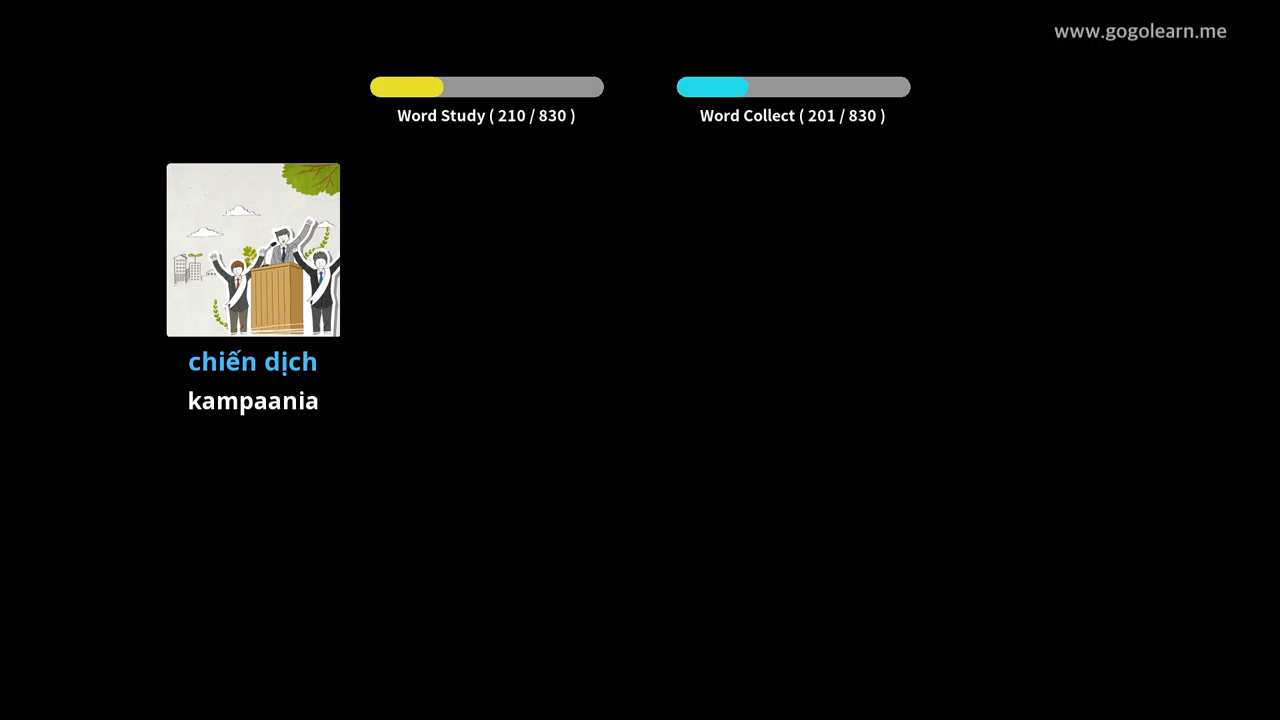 www.gogolearn.me
Word Study ( 210 / 830 )
Word Collect ( 201 / 830 )
chiến dịch
kampaania